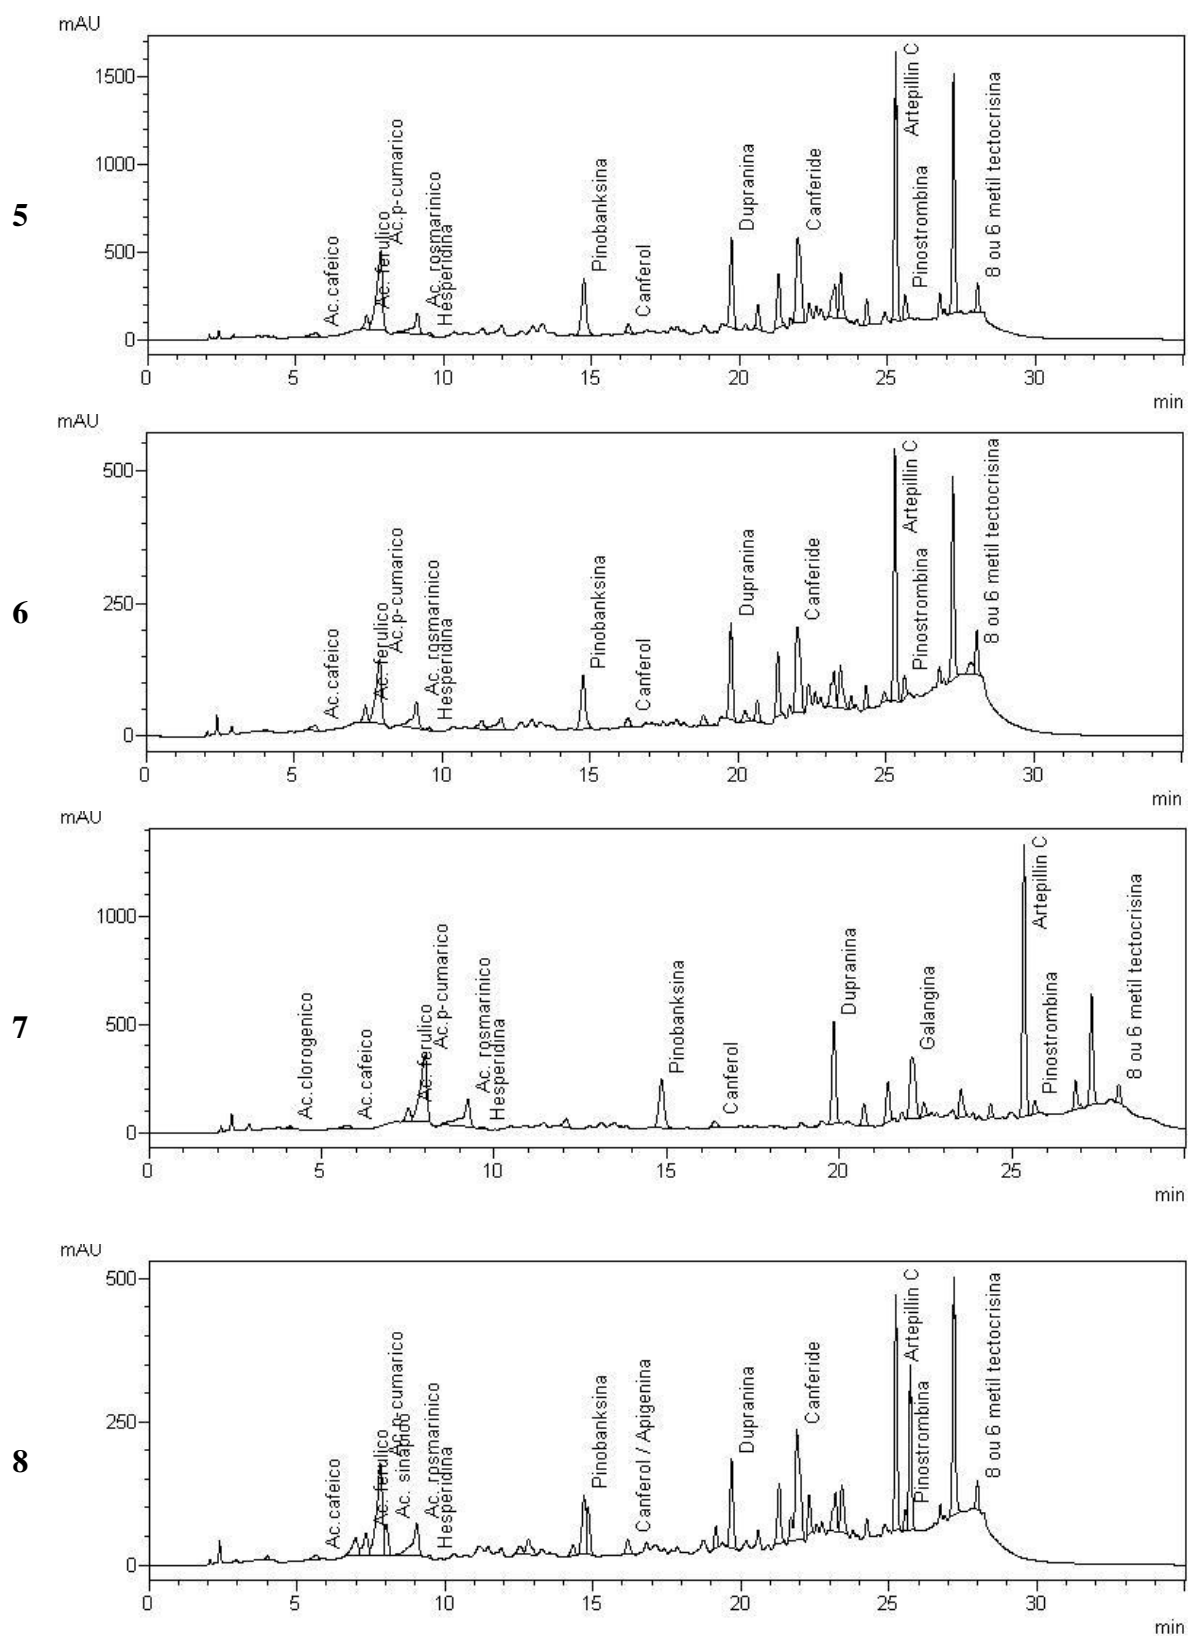 mAU
1500
1000
500
0
5
Ac.cafeico
Ac. ferulico
Ac.p-cumarico
Ac. rosmarinico
Hesperidina
Pinobanksina
Canferol
Dupranina
Canferide
Artepillin C
Pinostrombina
8 ou 6 metil tectocrisina
0 5 10 15 20 25 30
min
mAU
500
250
0
6
Ac.cafeico
Ac. ferulico
Ac.p-cumarico
Ac. rosmarinico
Hesperidina
Pinobanksina
Canferol
Dupranina
Canferide
Artepillin C
Pinostrombina
8 ou 6 metil tectocrisina
0 5 10 15 20 25 30
min
mAU
1000
500
0
7
Ac.clorogenico
Ac.cafeico
Ac. ferulico
Ac.p-cumarico
Ac. rosmarinico
Hesperidina
Pinobanksina
Canferol
Dupranina
Galangina
Artepillin C
Pinostrombina
8 ou 6 metil tectocrisina
0 5 10 15 20 25
min
mAU
500
250
0
8
Ac.cafeico
Ac. ferulico
Ac.p-cumarico
Ac. sinapico
Ac. rosmarinico
Hesperidina
Pinobanksina
Canferol / Apigenina
Dupranina
Canferide
Artepillin C
Pinostrombina
8 ou 6 metil tectocrisina
0 5 10 15 20 25 30
min